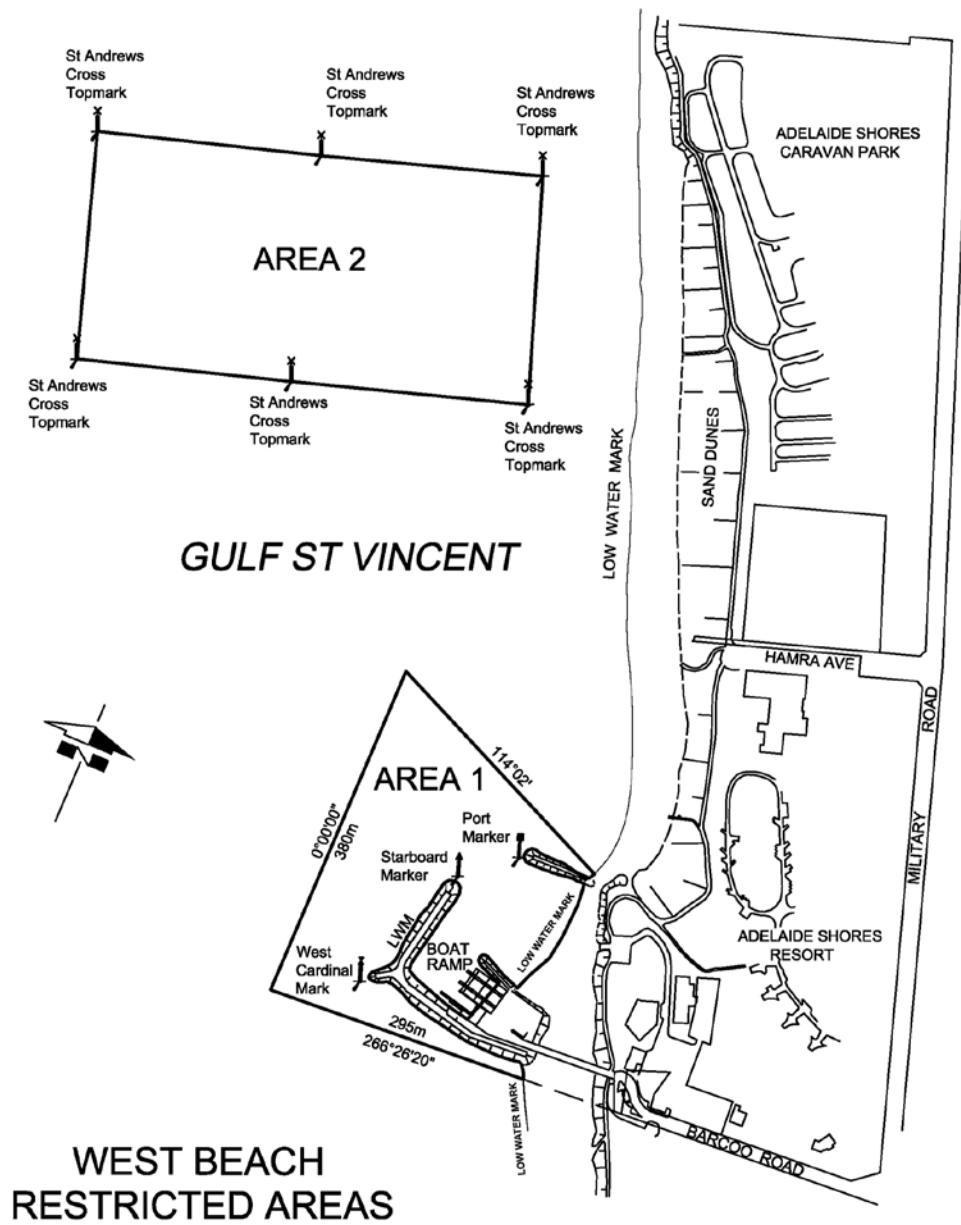 St Andrews
Cross
Topmark
St Andrews
Cross
Topmark
St Andrews
Cross
Topmark
ADELAIDE SHORES
CARAVAN PARK
AREA 2
St Andrews
Cross
Topmark
St Andrews
Cross
Topmark
St Andrews
Cross
Topmark
LOW WATER MARK
SAND DUNES
GULF ST VINCENT
HAMRA AVE
MILITARY ROAD
AREA 1
114°02'
0°00'00"
380m
Port
Marker
Starboard
Marker
LWM
West
Cardinal
Mark
BOAT
RAMP
LOW WATER MARK
ADELAIDE SHORES
RESORT
295m
266°26'20"
LOW WATER MARK
BARCOO ROAD
WEST BEACH
RESTRICTED AREAS